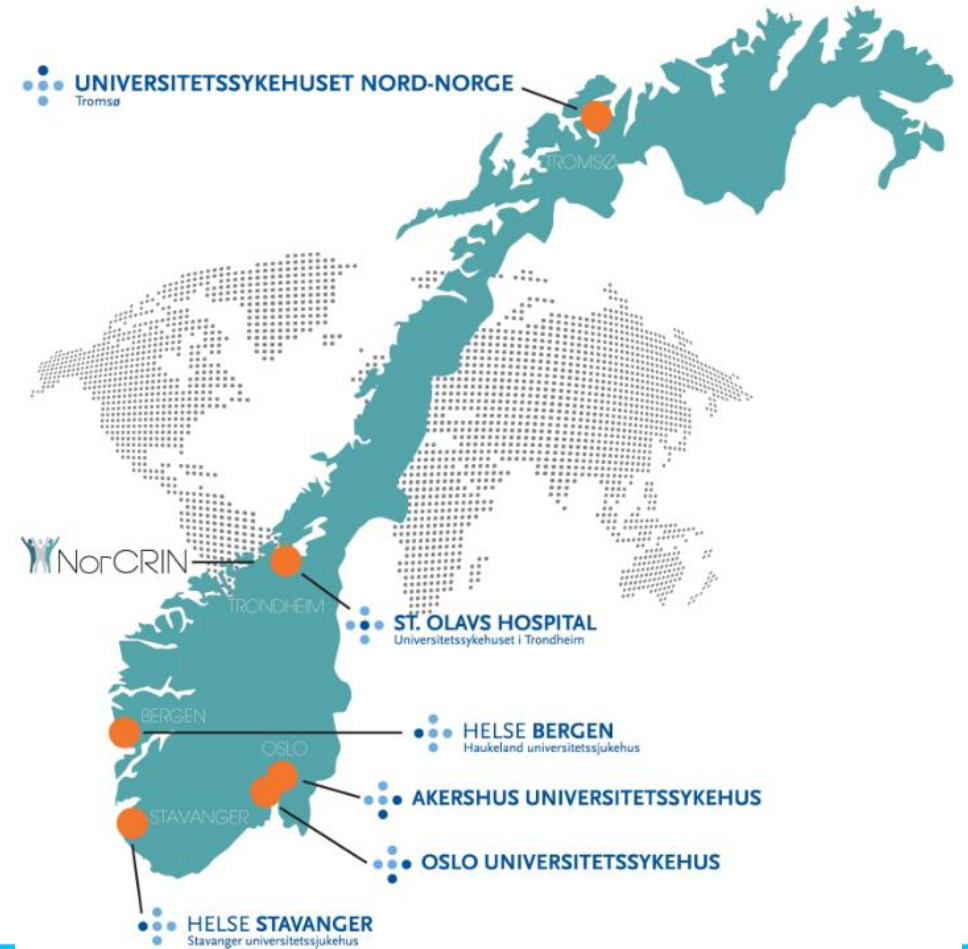 UNIVERSITETSSYKEHUSET NORD-NORGE
Tromsø
TROMSØ
NorCRIN
TRONDHEIM
ST. OLAVS HOSPITAL
Universitetssykehuset i Trondheim
BERGEN
HELSE BERGEN
Haukeland universitetssjukehus
OSLO
AKERSHUS UNIVERSITETSSYKEHUS
STAVANGER
OSLO UNIVERSITETSSYKEHUS
HELSE STAVANGER
Stavanger universitetssjukehus